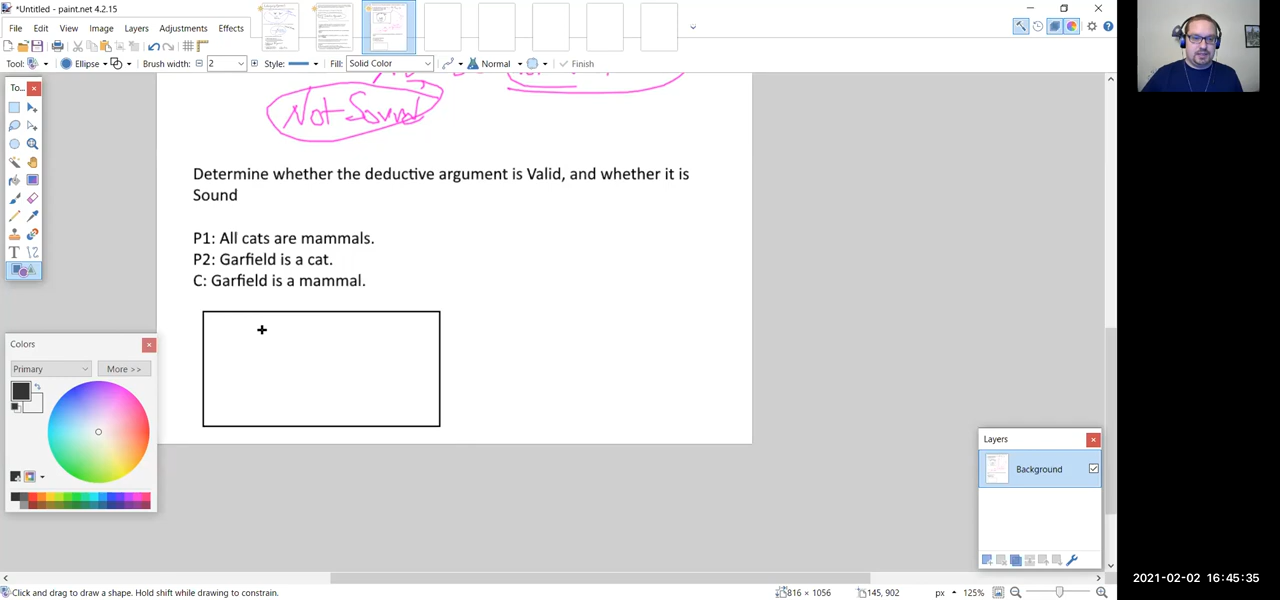 *Untitled - paint.net 4.2.15
File Edit View Image Layers Adjustments Effects
Tool: Ellipse Brush width: 2 Style: Fill: Solid Color Normal Finish
To...
Not Sound
Determine whether the deductive argument is Valid, and whether it is
Sound
P1: All cats are mammals.
P2: Garfield is a cat.
C: Garfield is a mammal.
Colors
Primary More >>
Layers
Background
2021-02-02 16:45:35
Click and drag to draw a shape. Hold shift while drawing to constrain.
816 × 1056 145, 902 px 125%